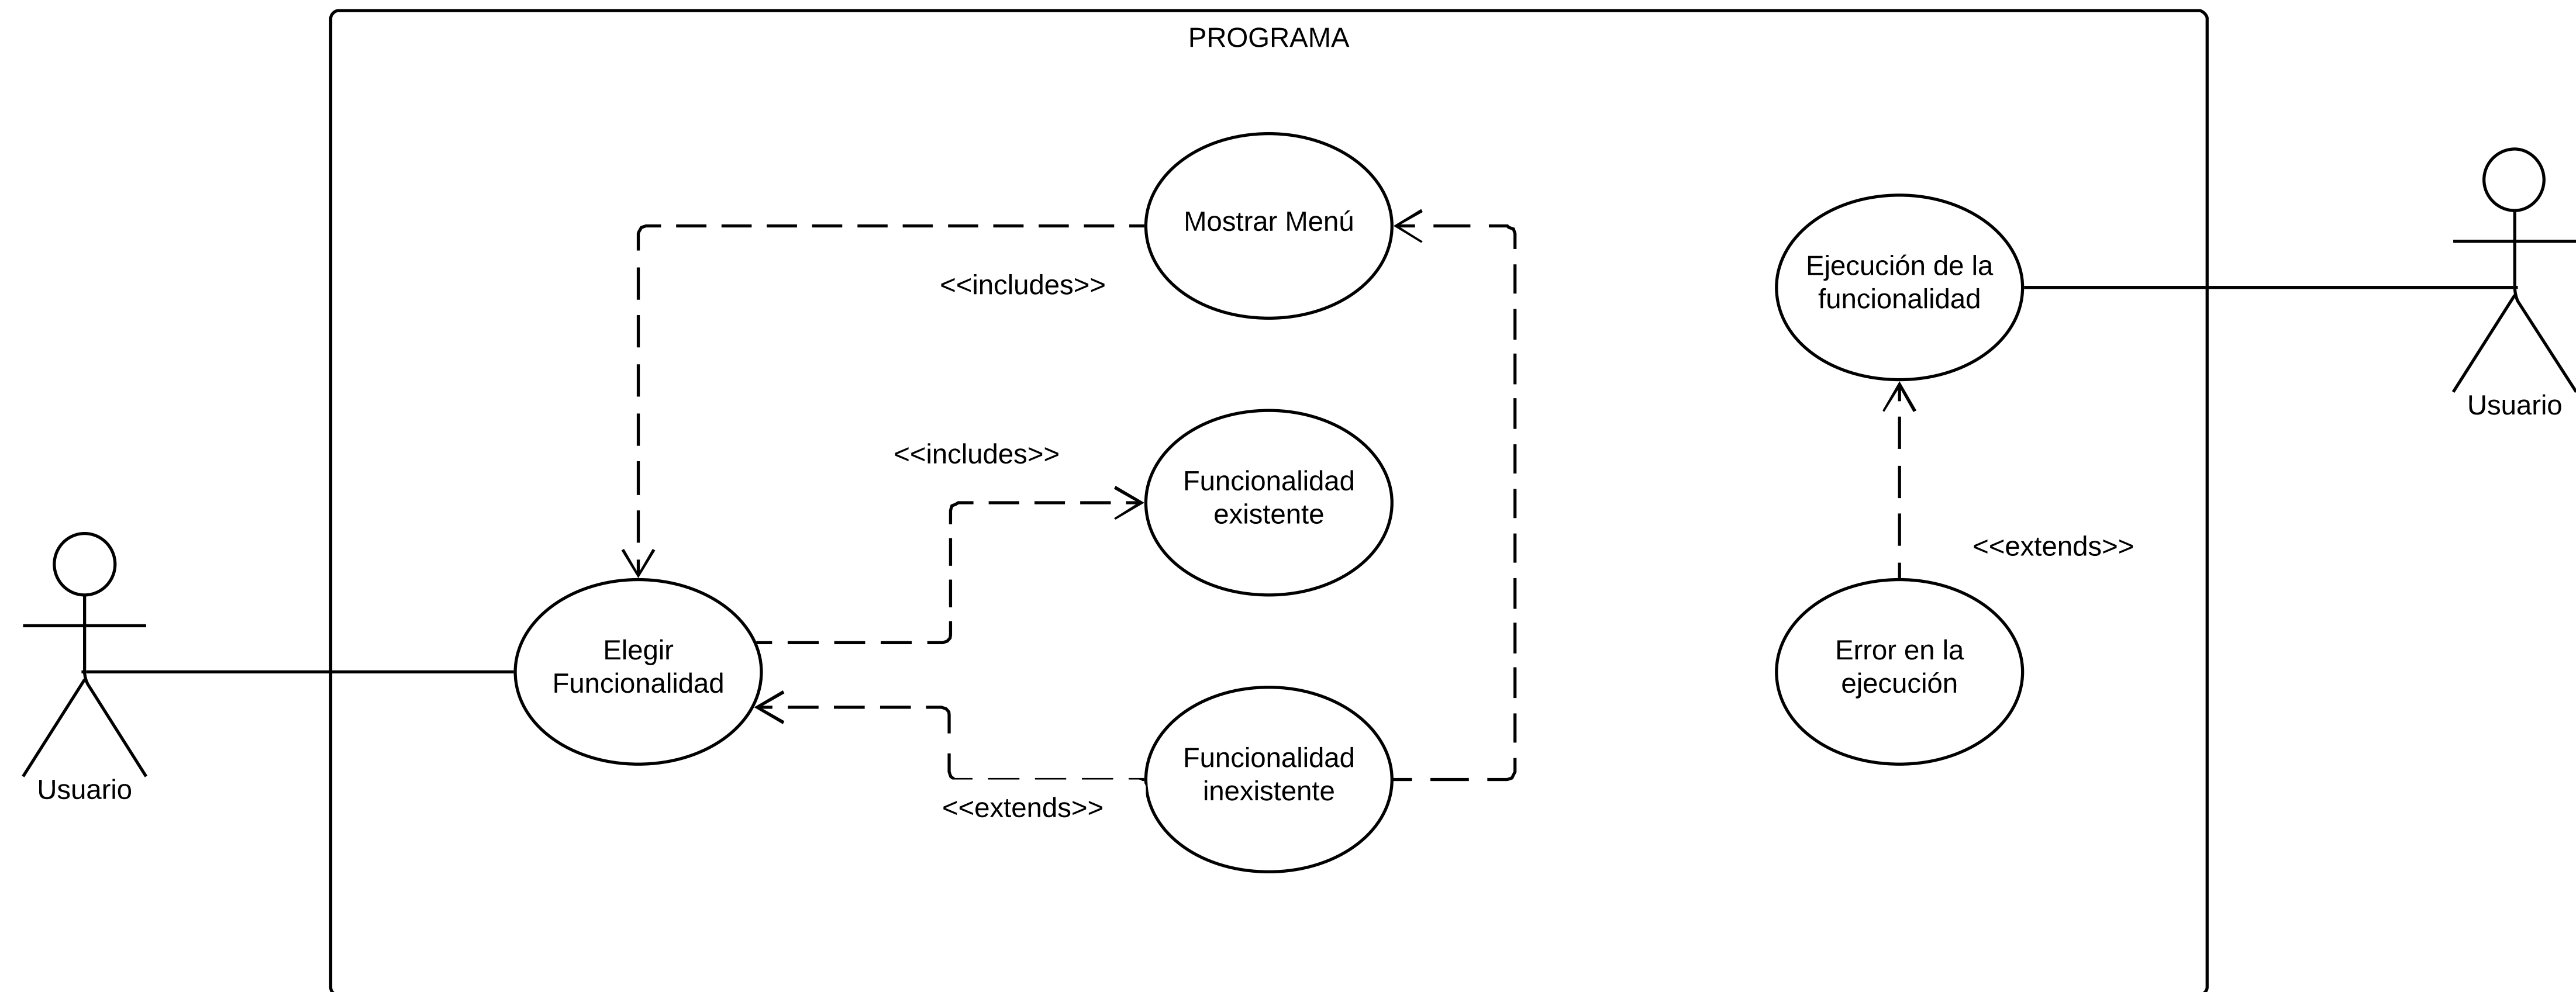 PROGRAMA
Mostrar Menú
<<includes>>
Ejecución de la
funcionalidad
Usuario
<<includes>>
Funcionalidad
existente
<<extends>>
Elegir
Funcionalidad
Error en la
ejecución
Usuario
Funcionalidad
inexistente
<<extends>>